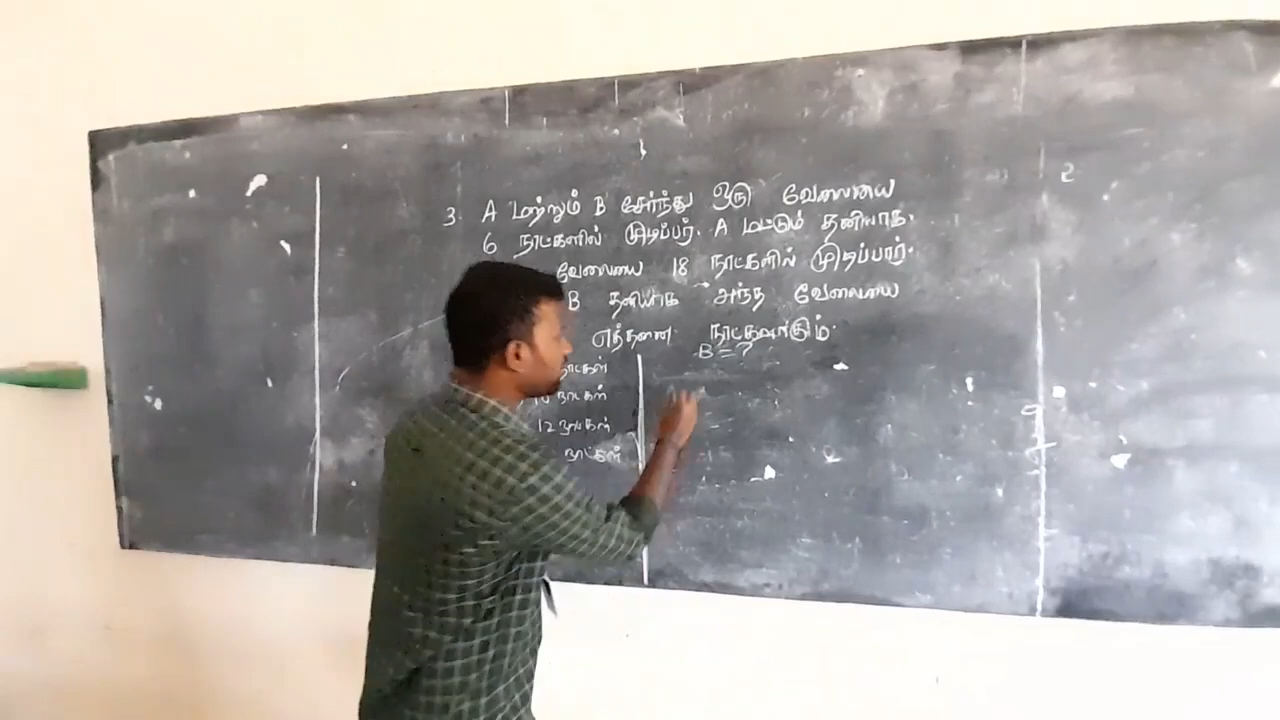 2
3. A மற்றும் B சேர்ந்து ஒரு வேலையை
6 நாட்களில் முடிப்பர். A மட்டும் தனியாக
வேலையை 18 நாட்களில் முடிப்பார்.
B தனியாக அந்த வேலையை
எத்தனை நாட்களாகும்.
B = ?
நாட்கள்
10 நாட்கள்
12 நாட்கள்
நாட்கள்